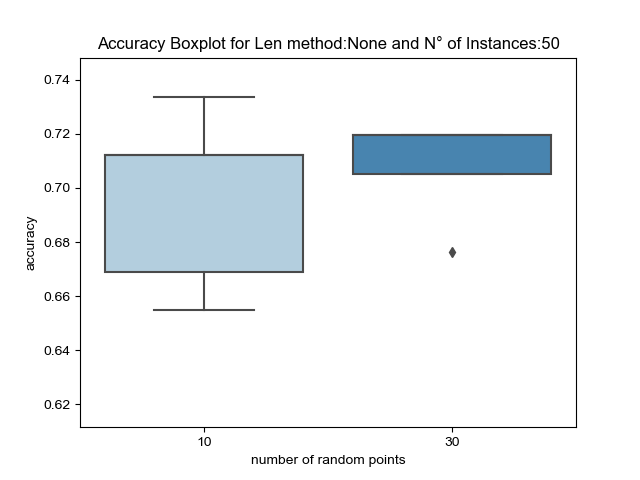 Accuracy Boxplot for Len method:None and N° of Instances:50
0.74
0.72
0.70
0.68
0.66
0.64
0.62
accuracy
10 30
number of random points